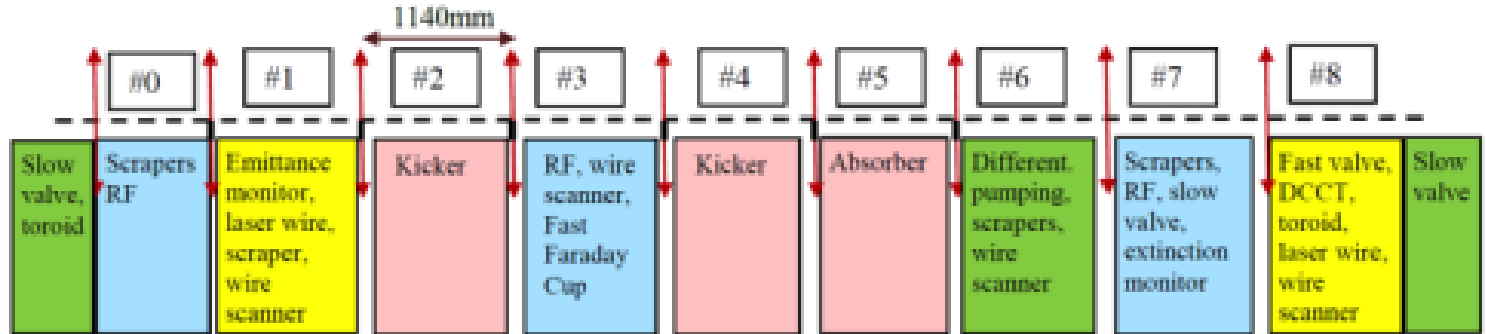 1140mm
#0
#1
#2
#3
#4
#5
#6
#7
#8
Slow
valve,
toroid
Scrapers
RF
Emittance
monitor,
laser wire,
scraper,
wire
scanner
Kicker
RF, wire
scanner,
Fast
Faraday
Cup
Kicker
Absorber
Different.
pumping,
scrapers,
wire
scanner
Scrapers,
RF, slow
valve,
extinction
monitor
Fast valve,
DCCT,
toroid,
laser wire,
wire
scanner
Slow
valve